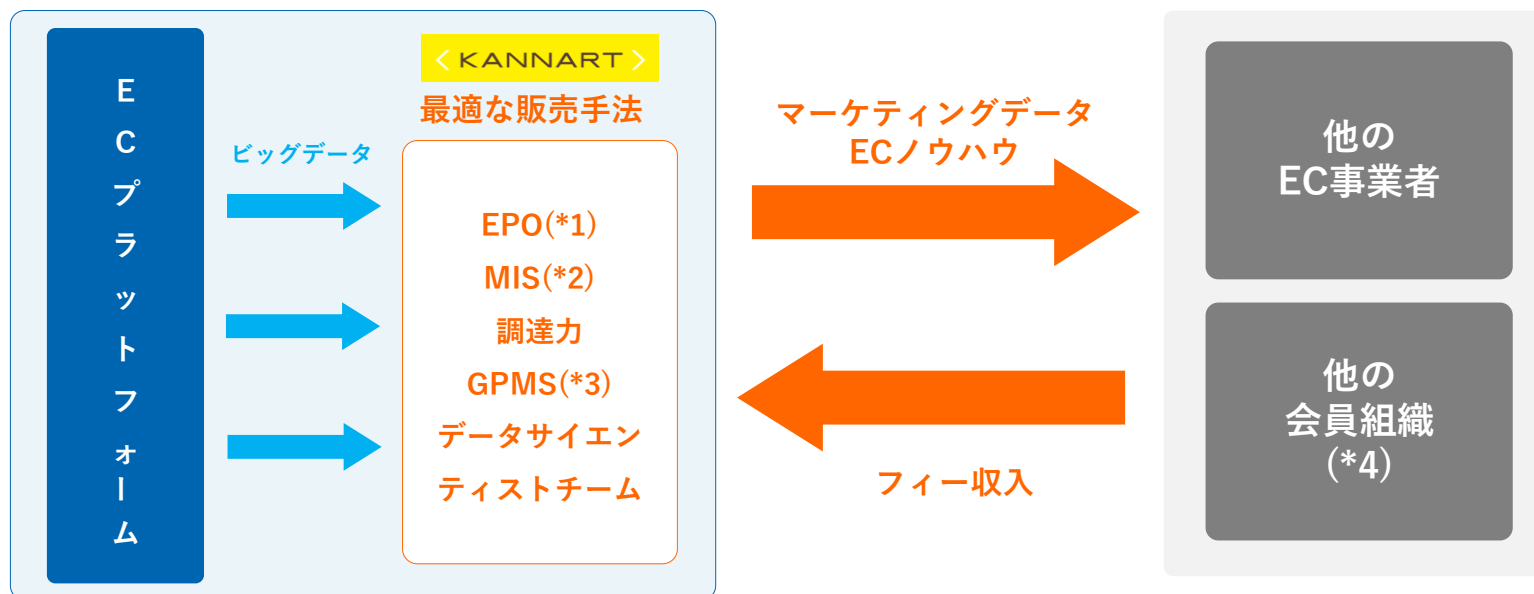 ECプラットフォーム
KANNART
最適な販売手法
ビッグデータ
EPO(*1)
MIS(*2)
調達力
GPMS(*3)
データサイエン
ティストチーム
マーケティングデータ
ECノウハウ
フィー収入
他の
EC事業者
他の
会員組織
(*4)